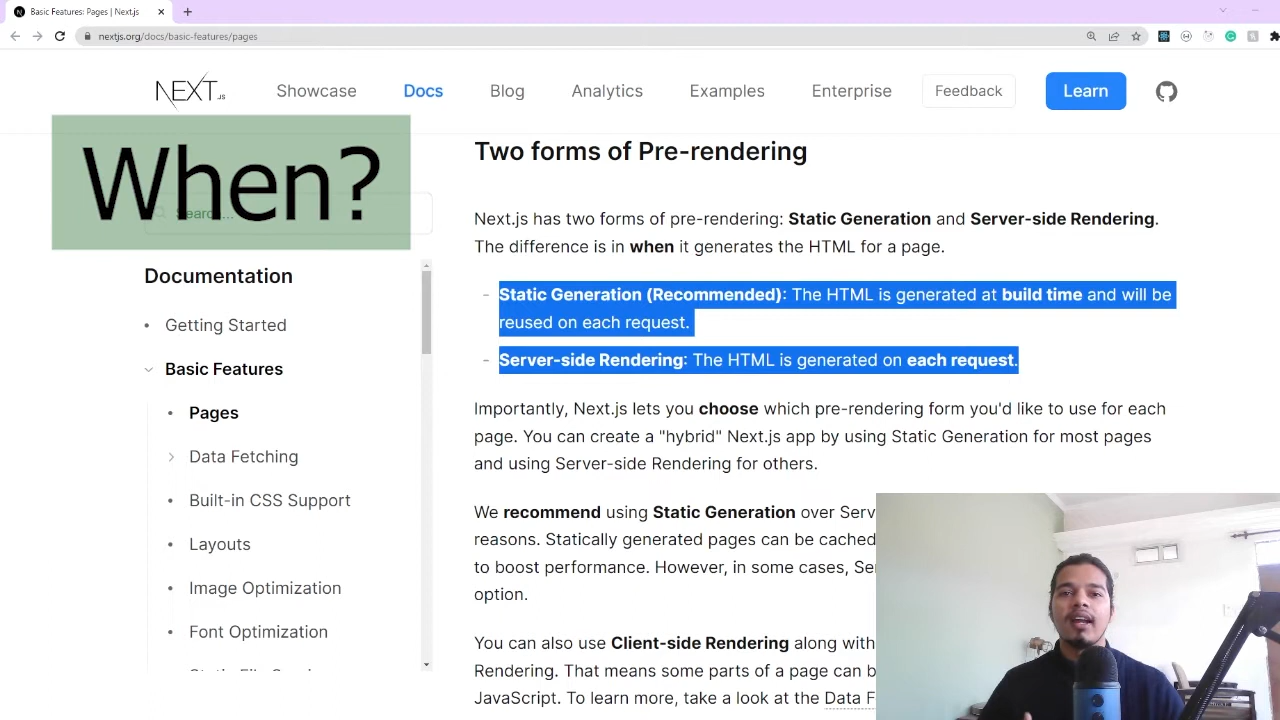 Basic Features: Pages | Next.js
nextjs.org/docs/basic-features/pages
NEXT.JS
Showcase
Docs
Blog
Analytics
Examples
Enterprise
Feedback
Learn
When?
Search...
Documentation
Getting Started
Basic Features
Pages
Data Fetching
Built-in CSS Support
Layouts
Image Optimization
Font Optimization
Two forms of Pre-rendering
Next.js has two forms of pre-rendering: Static Generation and Server-side Rendering.
The difference is in when it generates the HTML for a page.
- Static Generation (Recommended): The HTML is generated at build time and will be
reused on each request.
- Server-side Rendering: The HTML is generated on each request.
Importantly, Next.js lets you choose which pre-rendering form you'd like to use for each
page. You can create a "hybrid" Next.js app by using Static Generation for most pages
and using Server-side Rendering for others.
We recommend using Static Generation over Serv
reasons. Statically generated pages can be cached
to boost performance. However, in some cases, Se
option.
You can also use Client-side Rendering along with
Rendering. That means some parts of a page can b
JavaScript. To learn more, take a look at the Data F